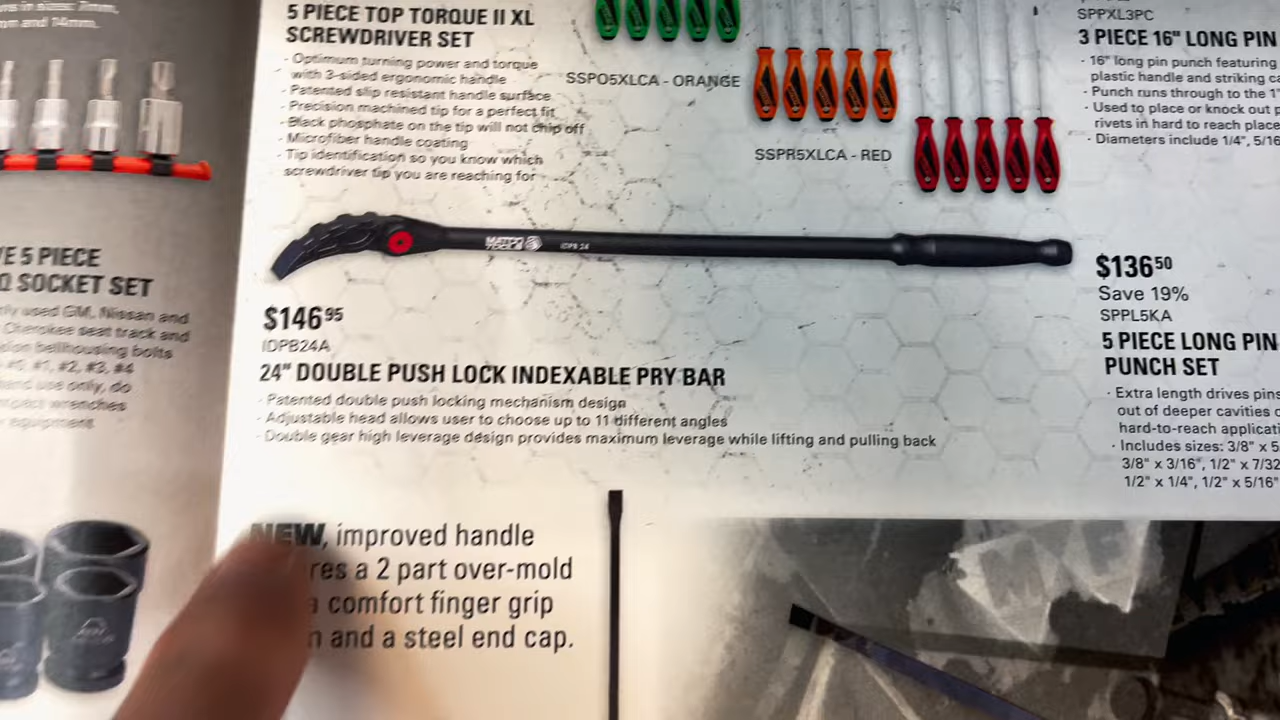 5 PIECE TOP TORQUE II XL
SCREWDRIVER SET
· Optimum turning power and torque
with 3-sided ergonomic handle
· Patented slip resistant handle surface
· Precision machined tip for a perfect fit
· Black phosphate on the tip will not chip off
· Microfiber handle coating
· Tip identification so you know which
screwdriver tip you are reaching for
SSPO5XLCA - ORANGE
SSPR5XLCA - RED
SPPXL3PC
3 PIECE 16" LONG PIN
· 16" long pin punch featuring
plastic handle and striking
· Punch runs through to the 1"
· Used to place or knock out
rivets in hard to reach place
· Diameters include 1/4", 5/16
and 14mm.
5 PIECE
SOCKET SET
used GM, Nissan and
Cherokee seat track and
bellhousing bolts
#1, #2, #3, #4
use only, do
wrenches
equipment
MATCO
TOOLS
IDPB 24
$146.95
IDPB24A
24" DOUBLE PUSH LOCK INDEXABLE PRY BAR
· Patented double push locking mechanism design
· Adjustable head allows user to choose up to 11 different angles
· Double gear high leverage design provides maximum leverage while lifting and pulling back
$136.50
Save 19%
SPPL5KA
5 PIECE LONG PIN
PUNCH SET
· Extra length drives pins
out of deeper cavities
hard-to-reach
· Includes sizes: 3/8" x 5
3/8" x 3/16", 1/2" x 7/32
1/2" x 1/4", 1/2" x 5/16"
NEW, improved handle
a 2 part over-mold
comfort finger grip
and a steel end cap.